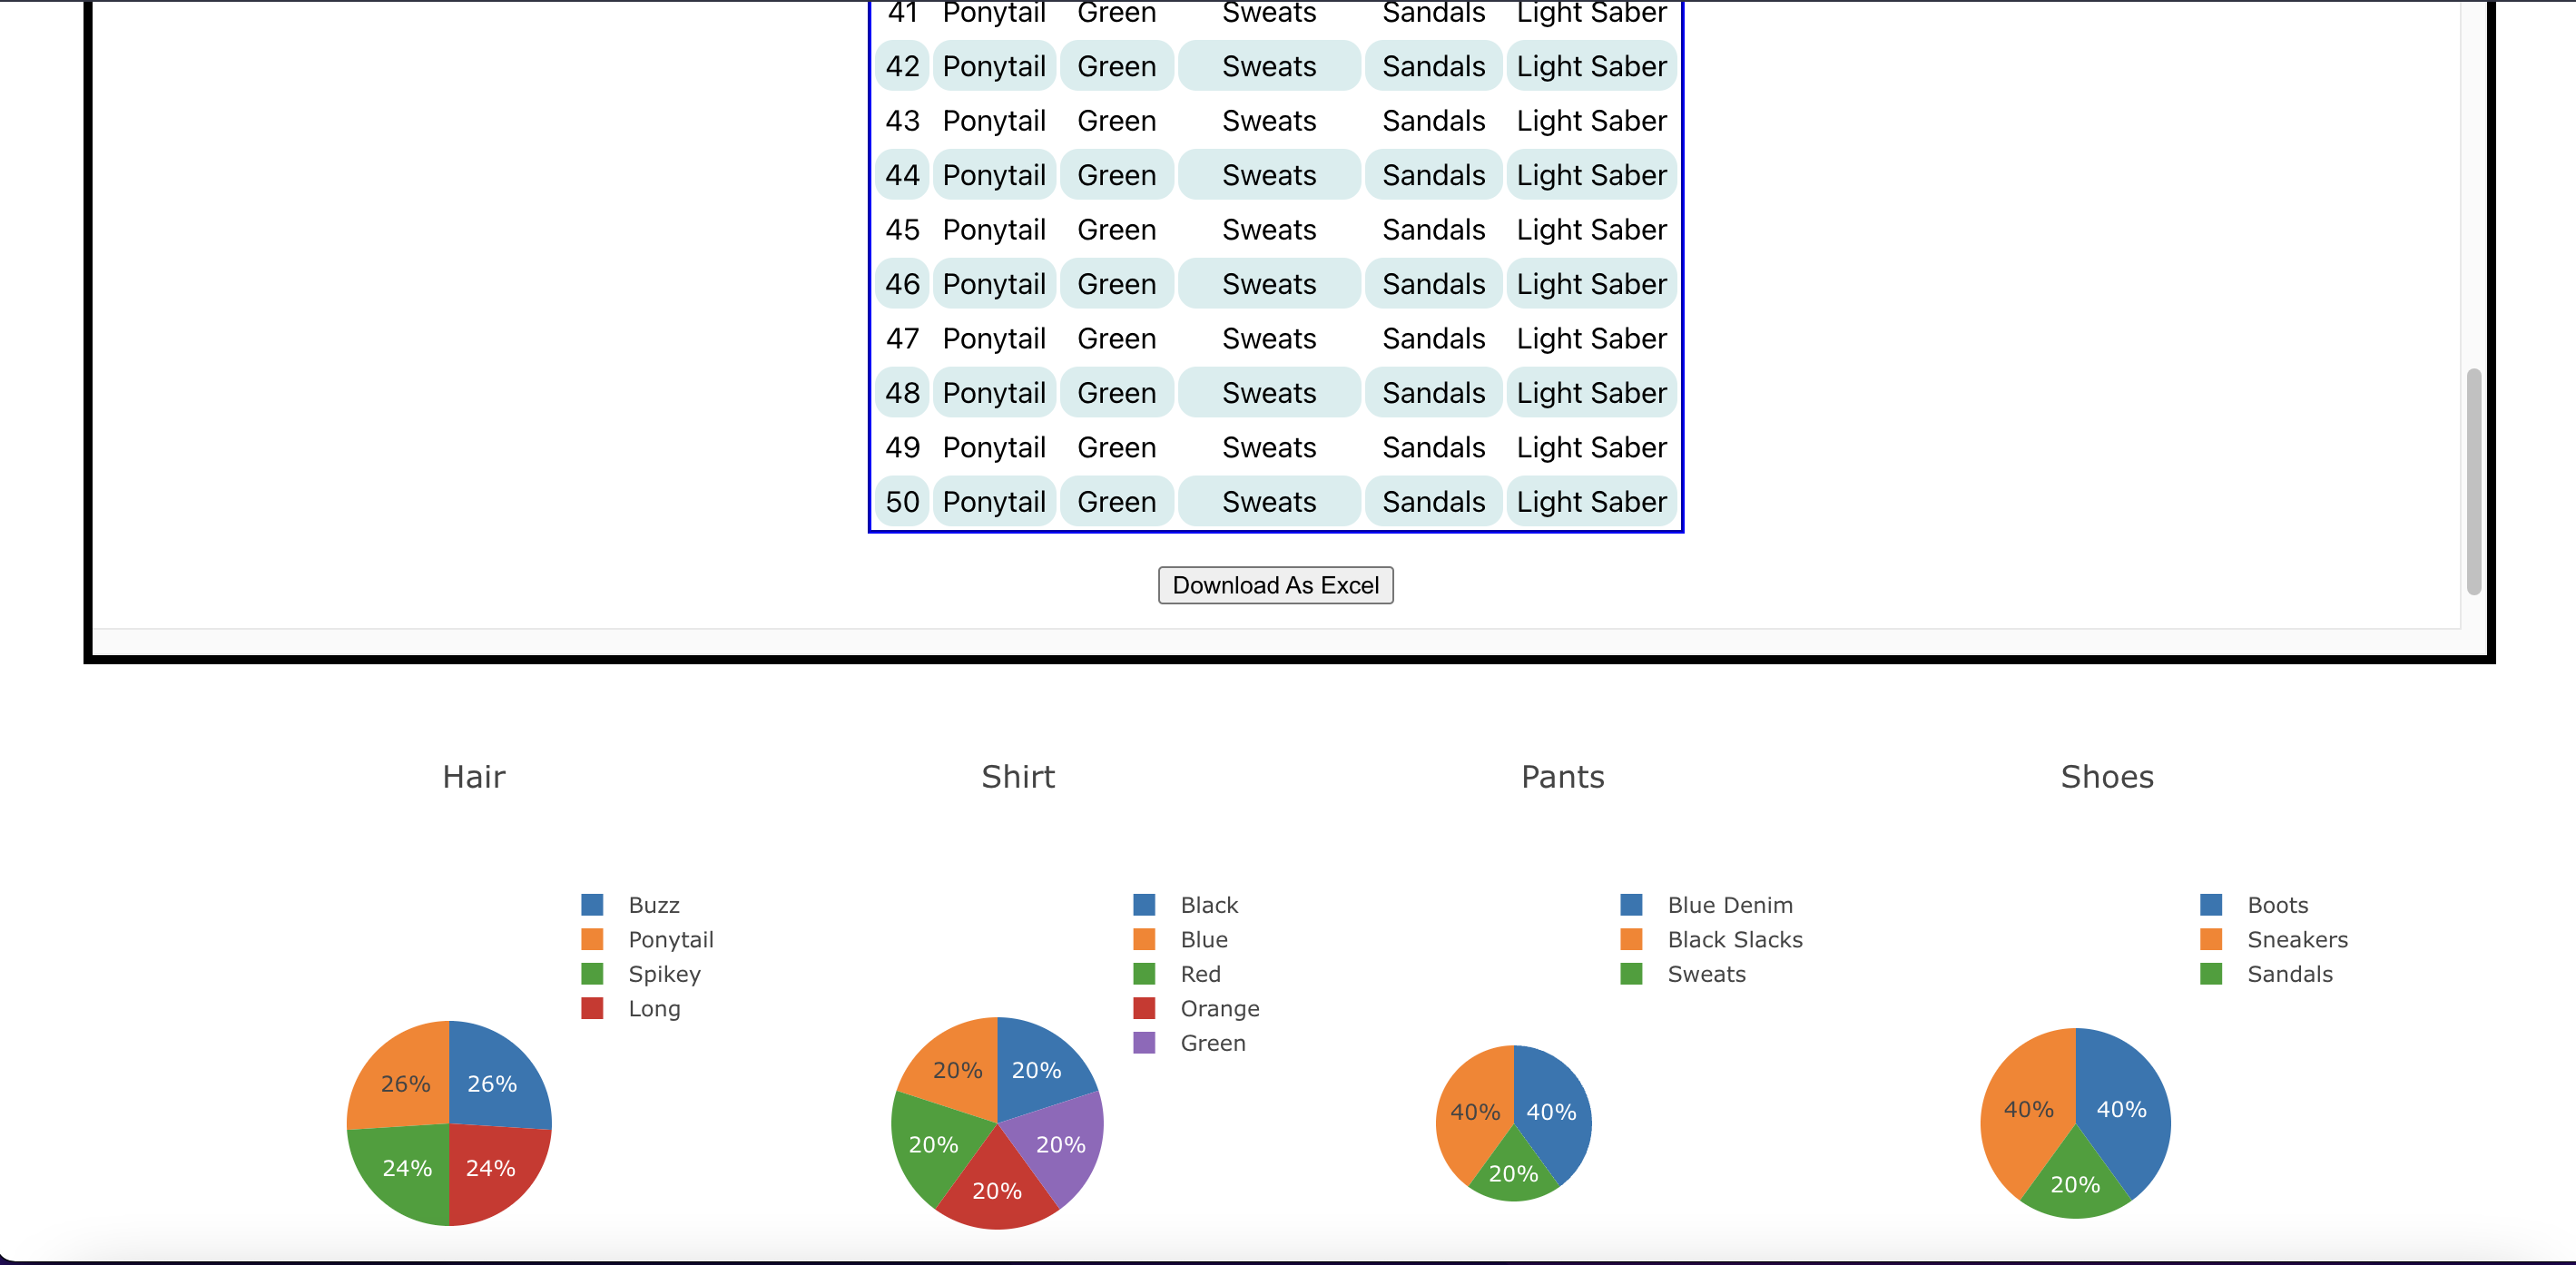 41 Ponytail Green Sweats Sandals Light Saber
42 Ponytail Green Sweats Sandals Light Saber
43 Ponytail Green Sweats Sandals Light Saber
44 Ponytail Green Sweats Sandals Light Saber
45 Ponytail Green Sweats Sandals Light Saber
46 Ponytail Green Sweats Sandals Light Saber
47 Ponytail Green Sweats Sandals Light Saber
48 Ponytail Green Sweats Sandals Light Saber
49 Ponytail Green Sweats Sandals Light Saber
50 Ponytail Green Sweats Sandals Light Saber
Download As Excel
Hair
Buzz
Ponytail
Spikey
Long
26% 26%
24% 24%
Shirt
Black
Blue
Red
Orange
Green
20% 20%
20% 20%
20%
Pants
Blue Denim
Black Slacks
Sweats
40% 40%
20%
Shoes
Boots
Sneakers
Sandals
40% 40%
20%